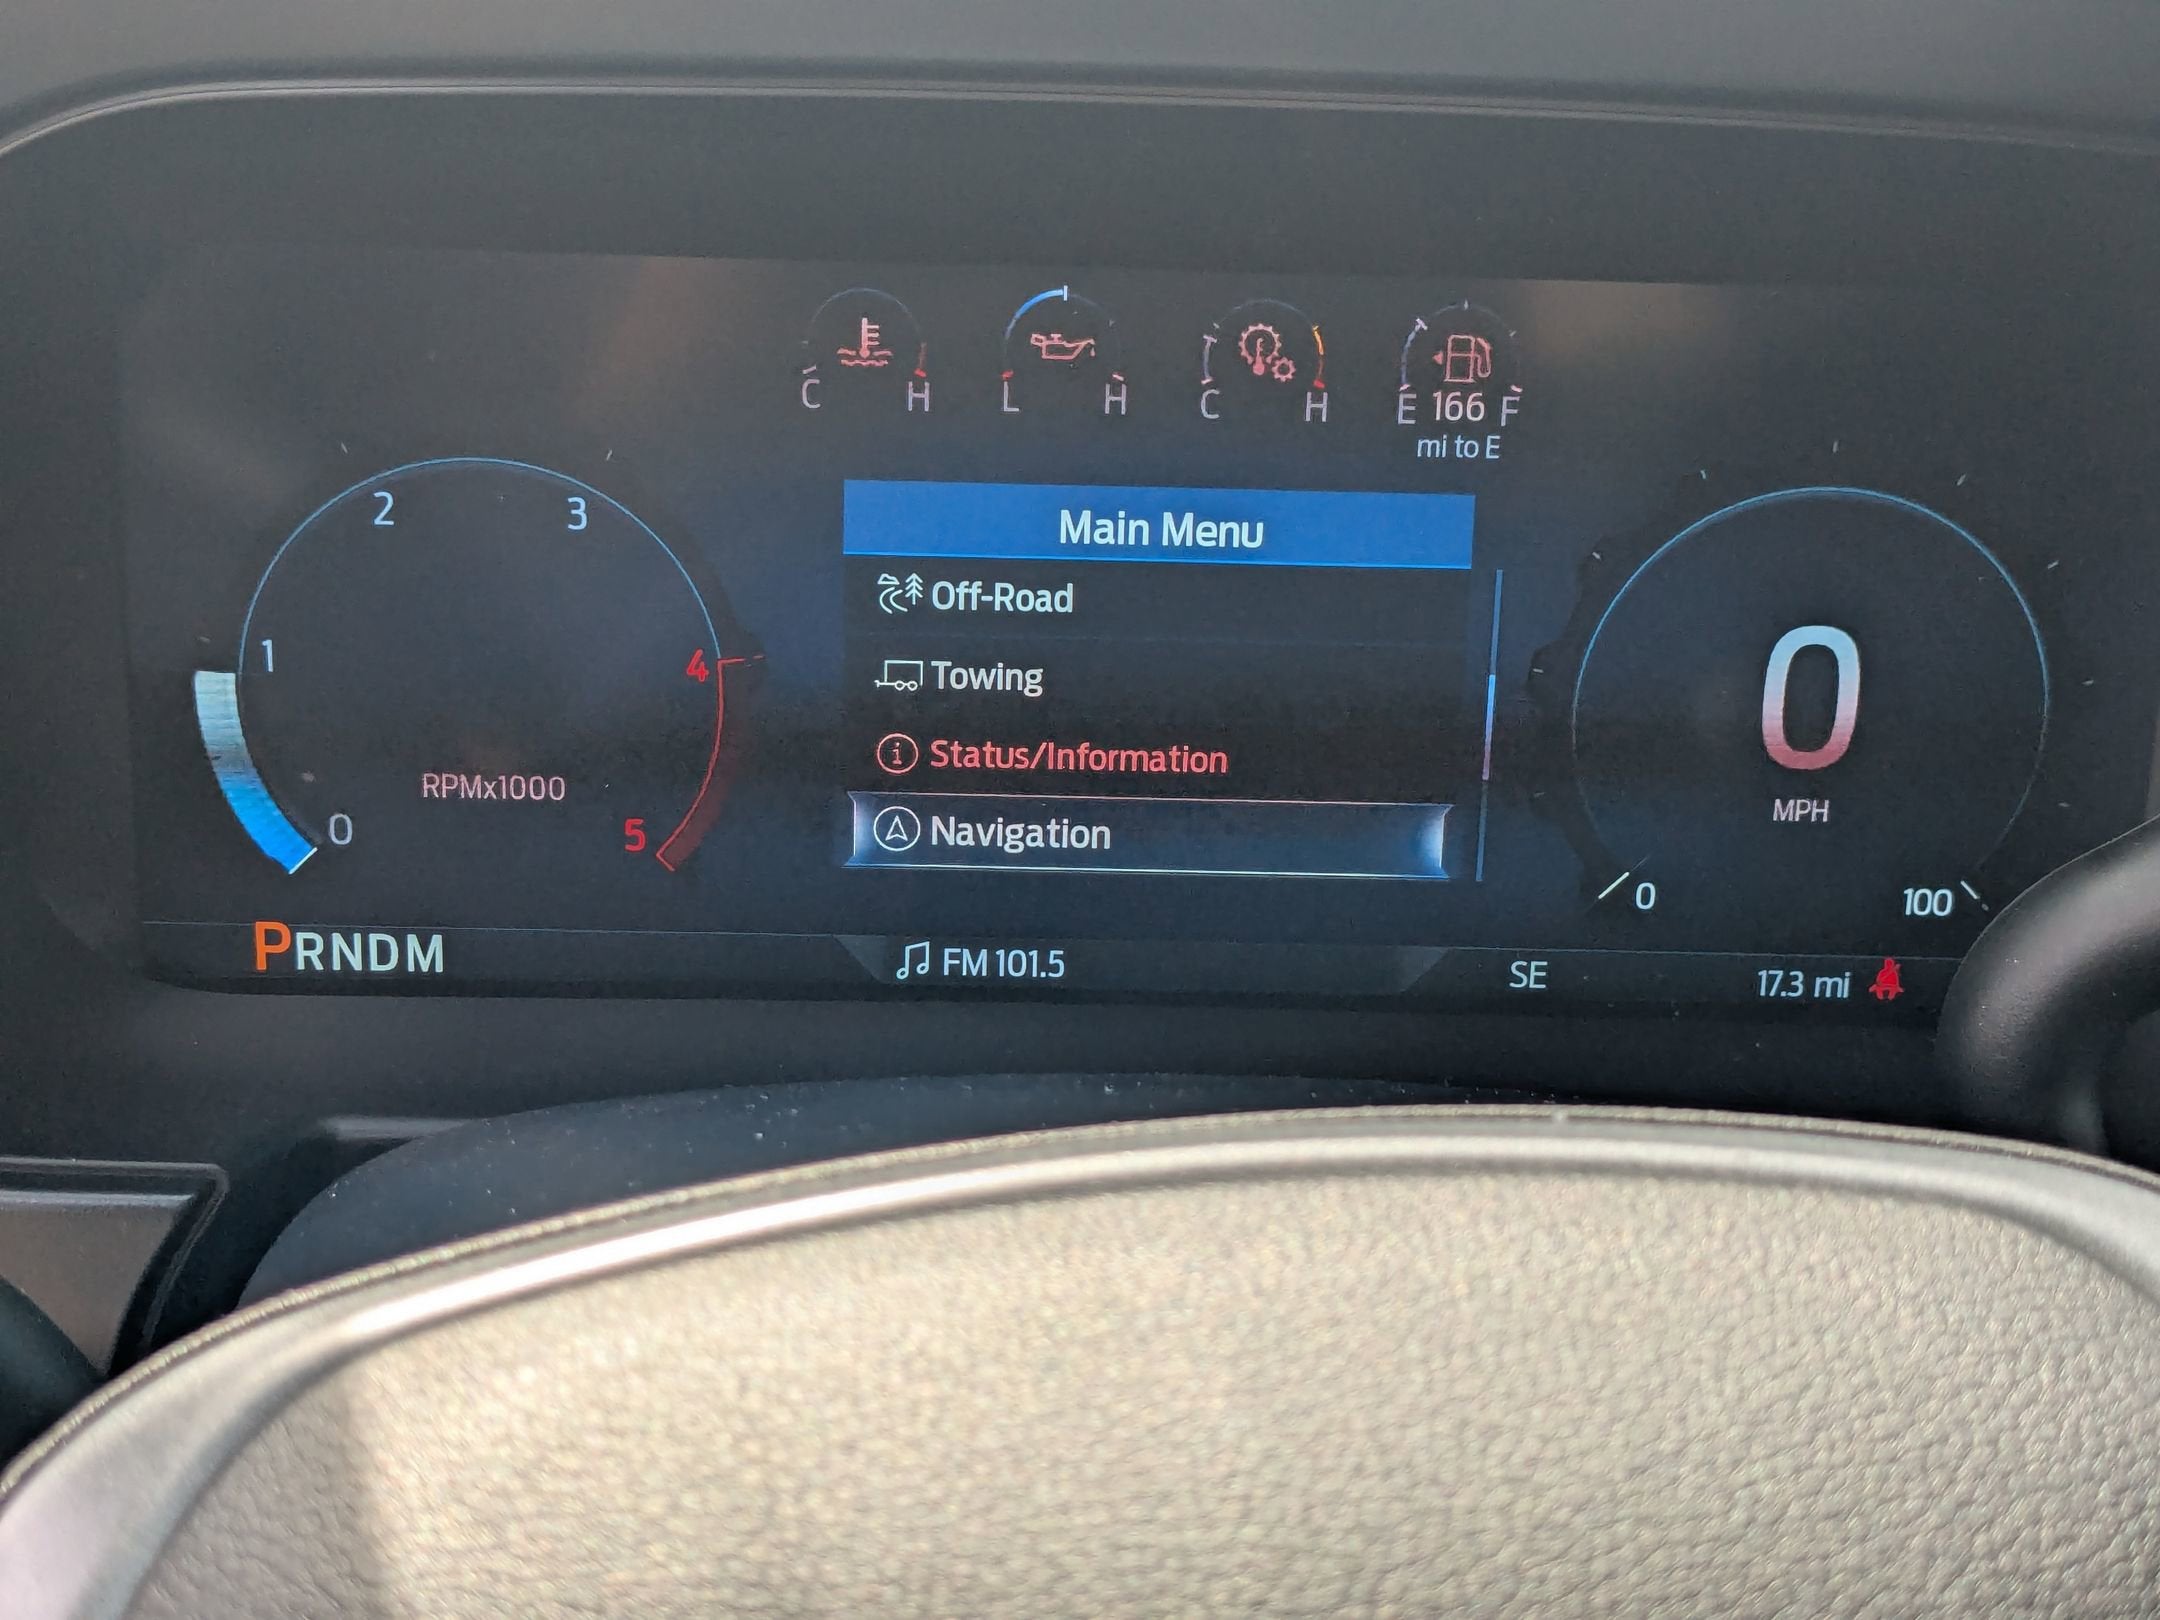 C H L H C H E 166 F
mi to E
2 3
1 4
0 5
RPMx1000
Main Menu
Off-Road
Towing
Status/Information
Navigation
0
MPH
0 100
PRNDM
FM 101.5
SE
17.3 mi